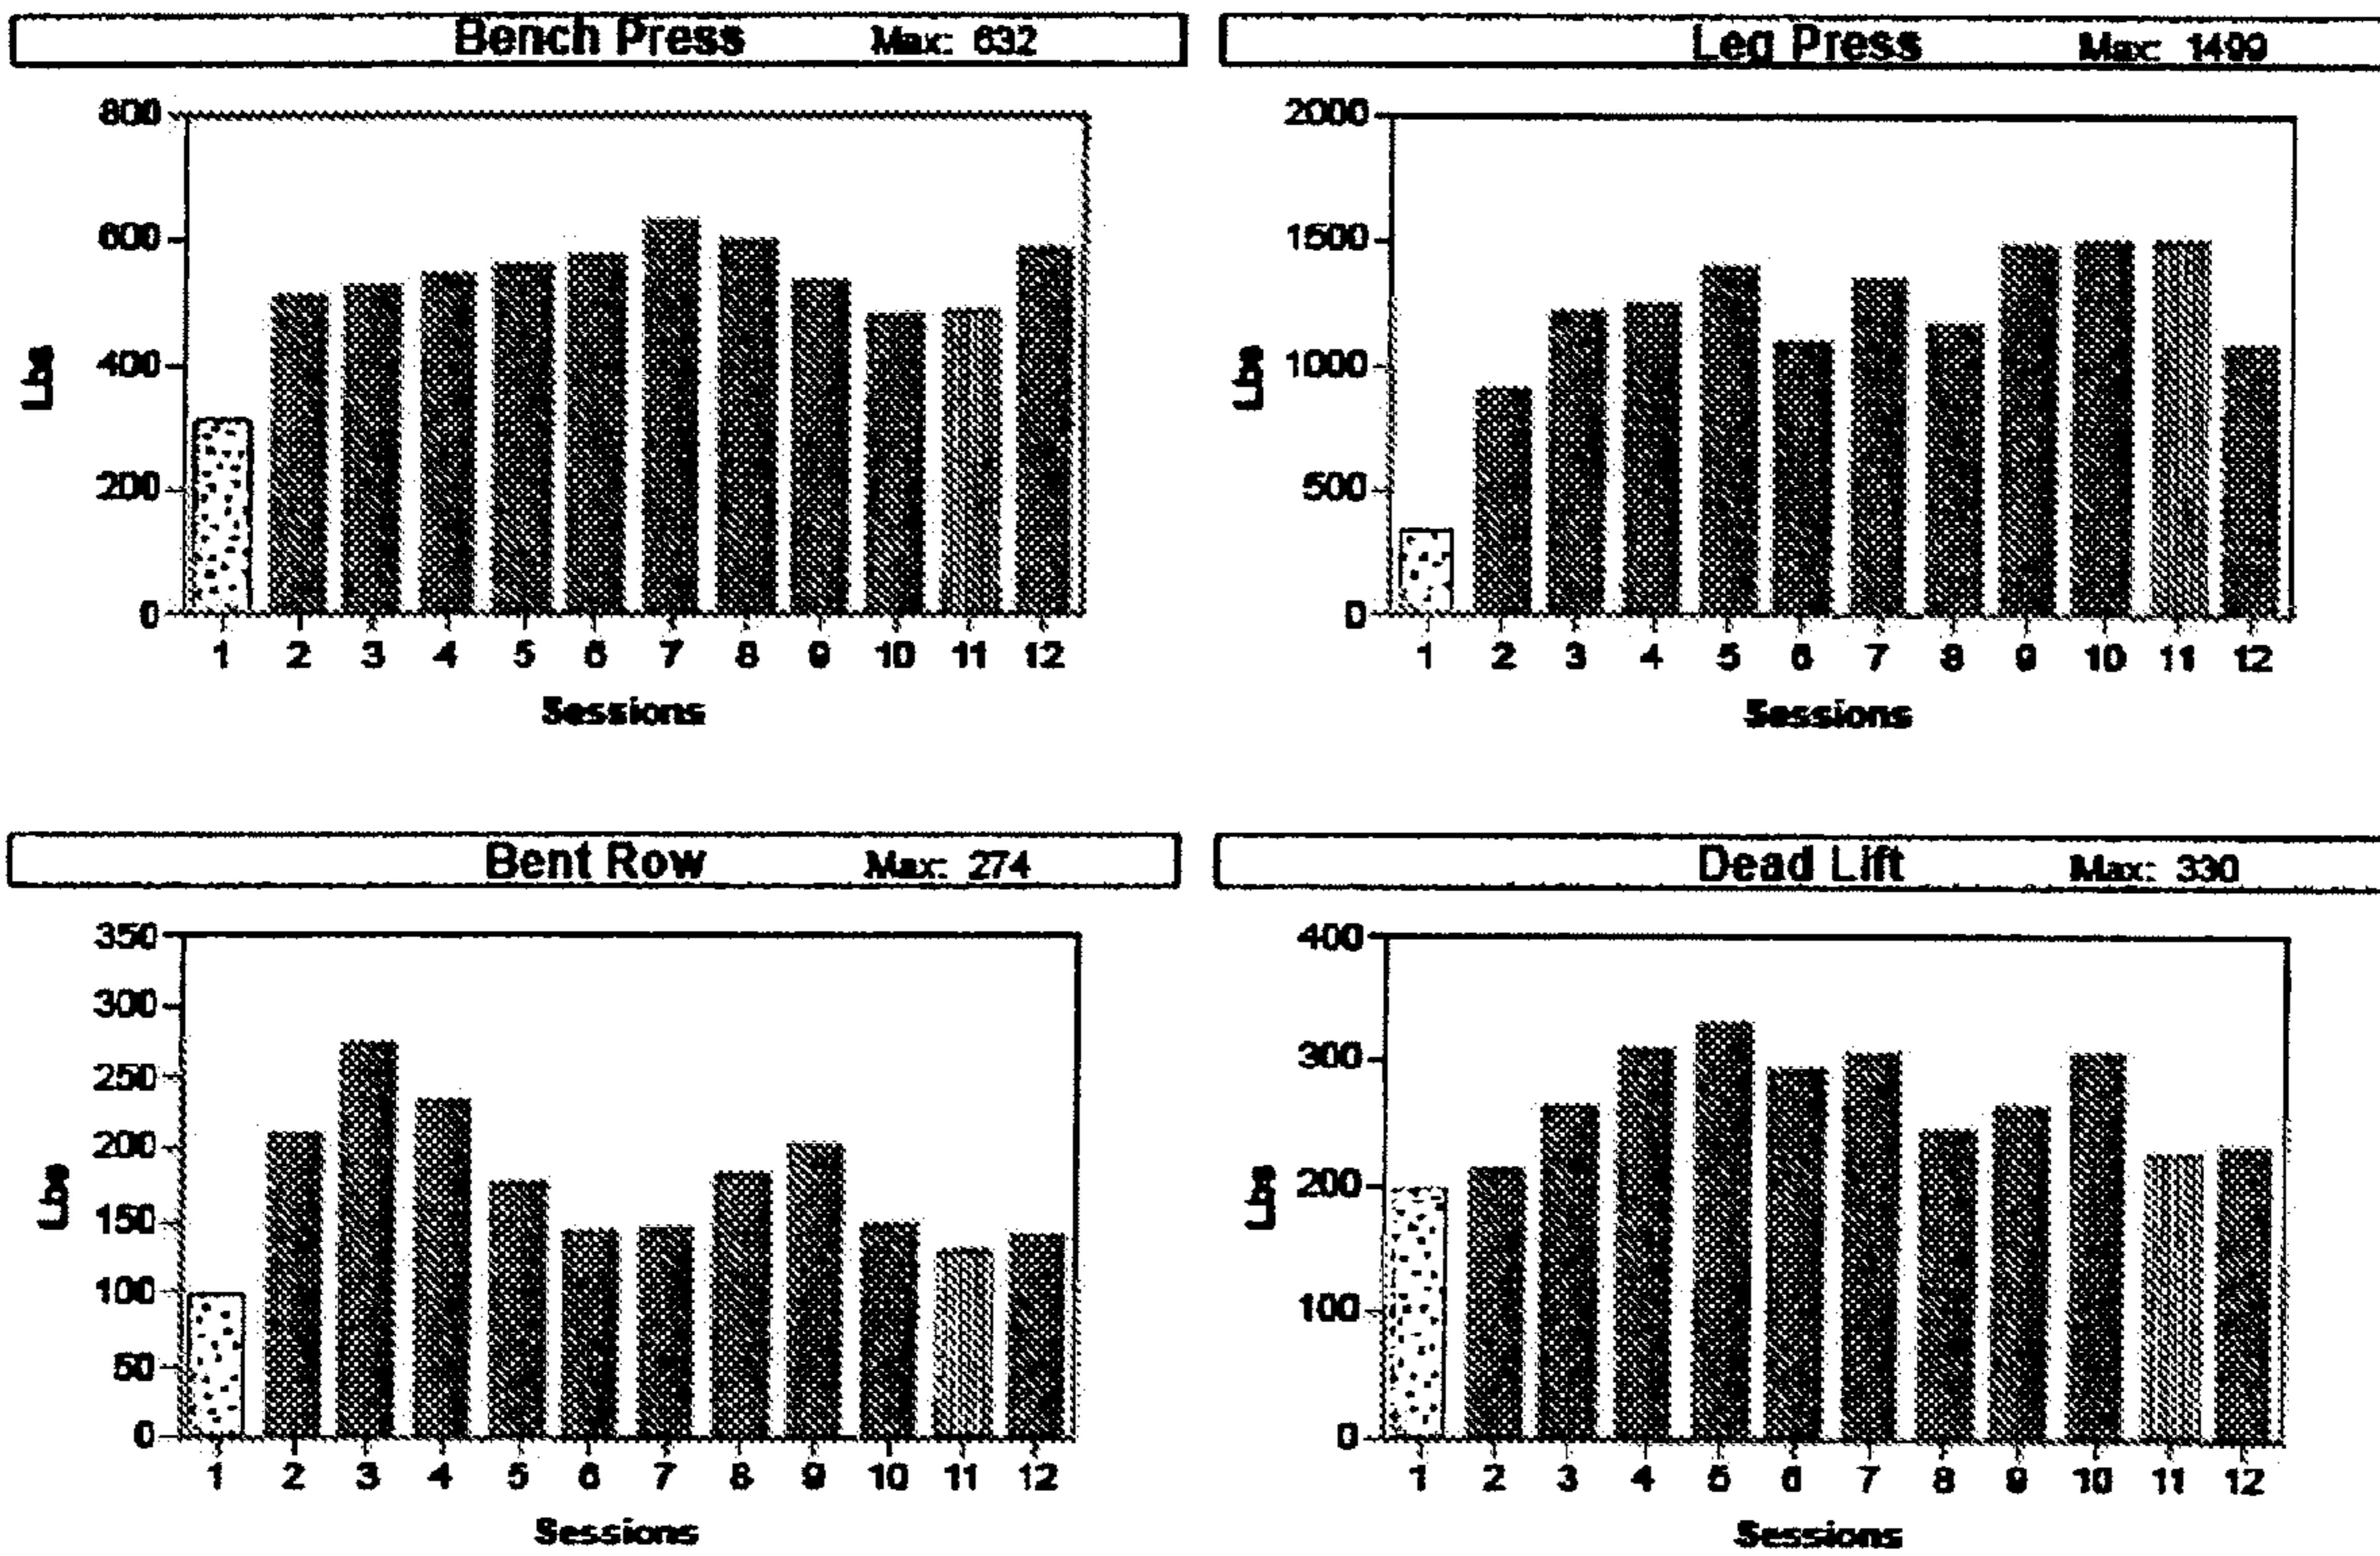 Bench Press Max: 632
800
600
400
200
0
Lbs
1 2 3 4 5 6 7 8 9 10 11 12
Sessions
Leg Press Max: 1499
2000
1500
1000
500
0
Lbs
1 2 3 4 5 6 7 8 9 10 11 12
Sessions
Bent Row Max: 274
350
300
250
200
150
100
50
0
Lbs
1 2 3 4 5 6 7 8 9 10 11 12
Sessions
Dead Lift Max: 330
400
300
200
100
0
Lbs
1 2 3 4 5 6 7 8 9 10 11 12
Sessions